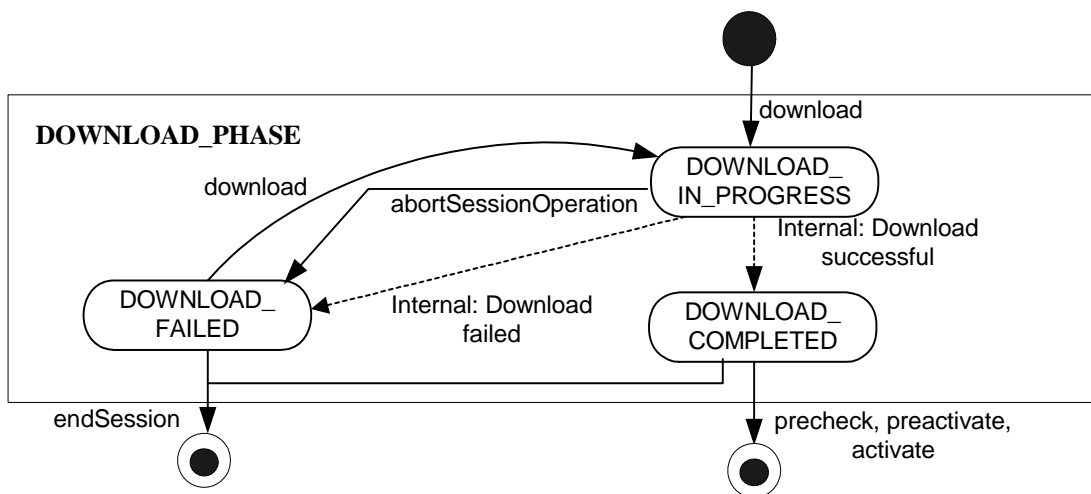 download
DOWNLOAD_PHASE
DOWNLOAD_
IN_PROGRESS
download
abortSessionOperation
Internal: Download
successful
DOWNLOAD_
FAILED
Internal: Download
failed
DOWNLOAD_
COMPLETED
endSession
precheck, preactivate,
activate